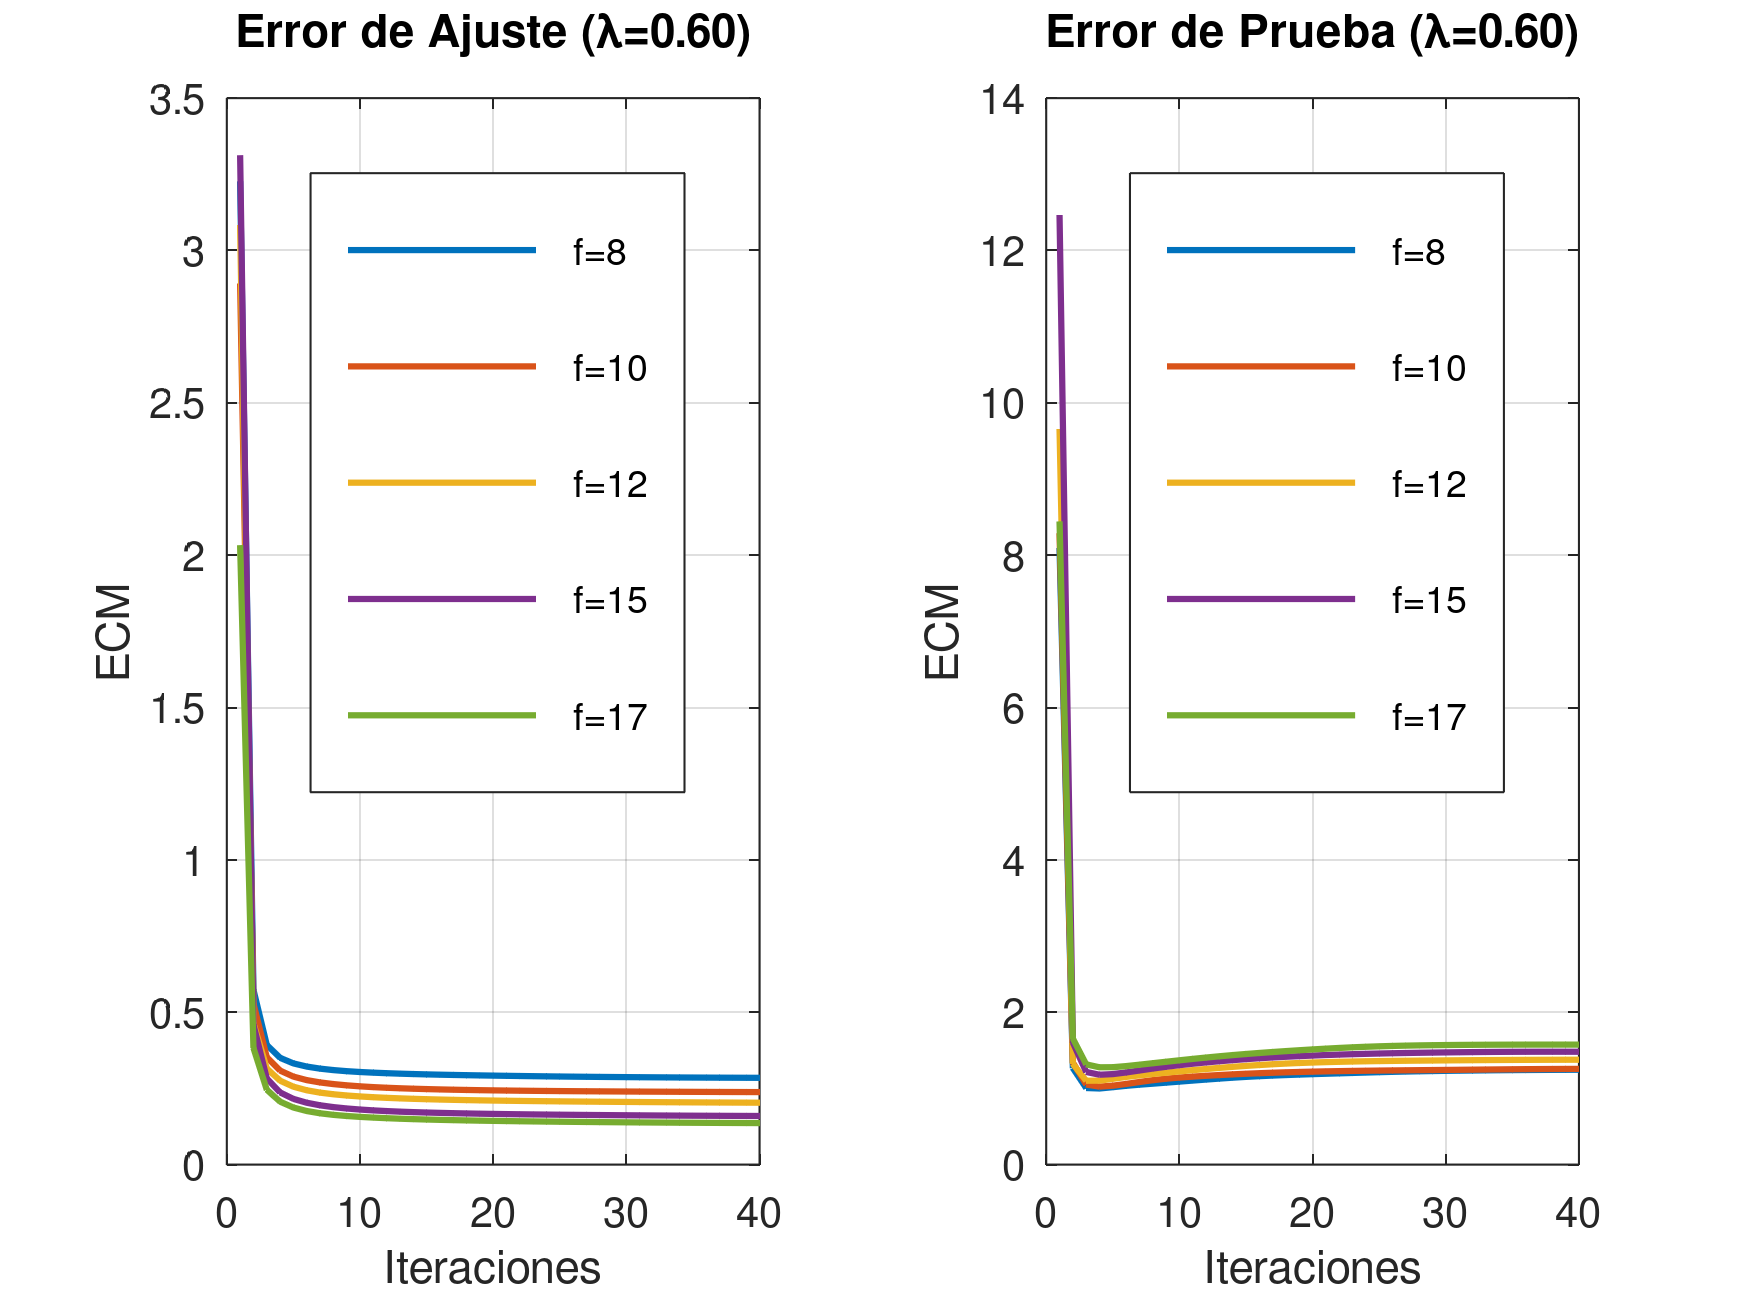 Error de Ajuste (λ=0.60)
3.5
3
2.5
2
1.5
1
0.5
0
ECM
f=8
f=10
f=12
f=15
f=17
0 10 20 30 40
Iteraciones
Error de Prueba (λ=0.60)
14
12
10
8
6
4
2
0
ECM
f=8
f=10
f=12
f=15
f=17
0 10 20 30 40
Iteraciones